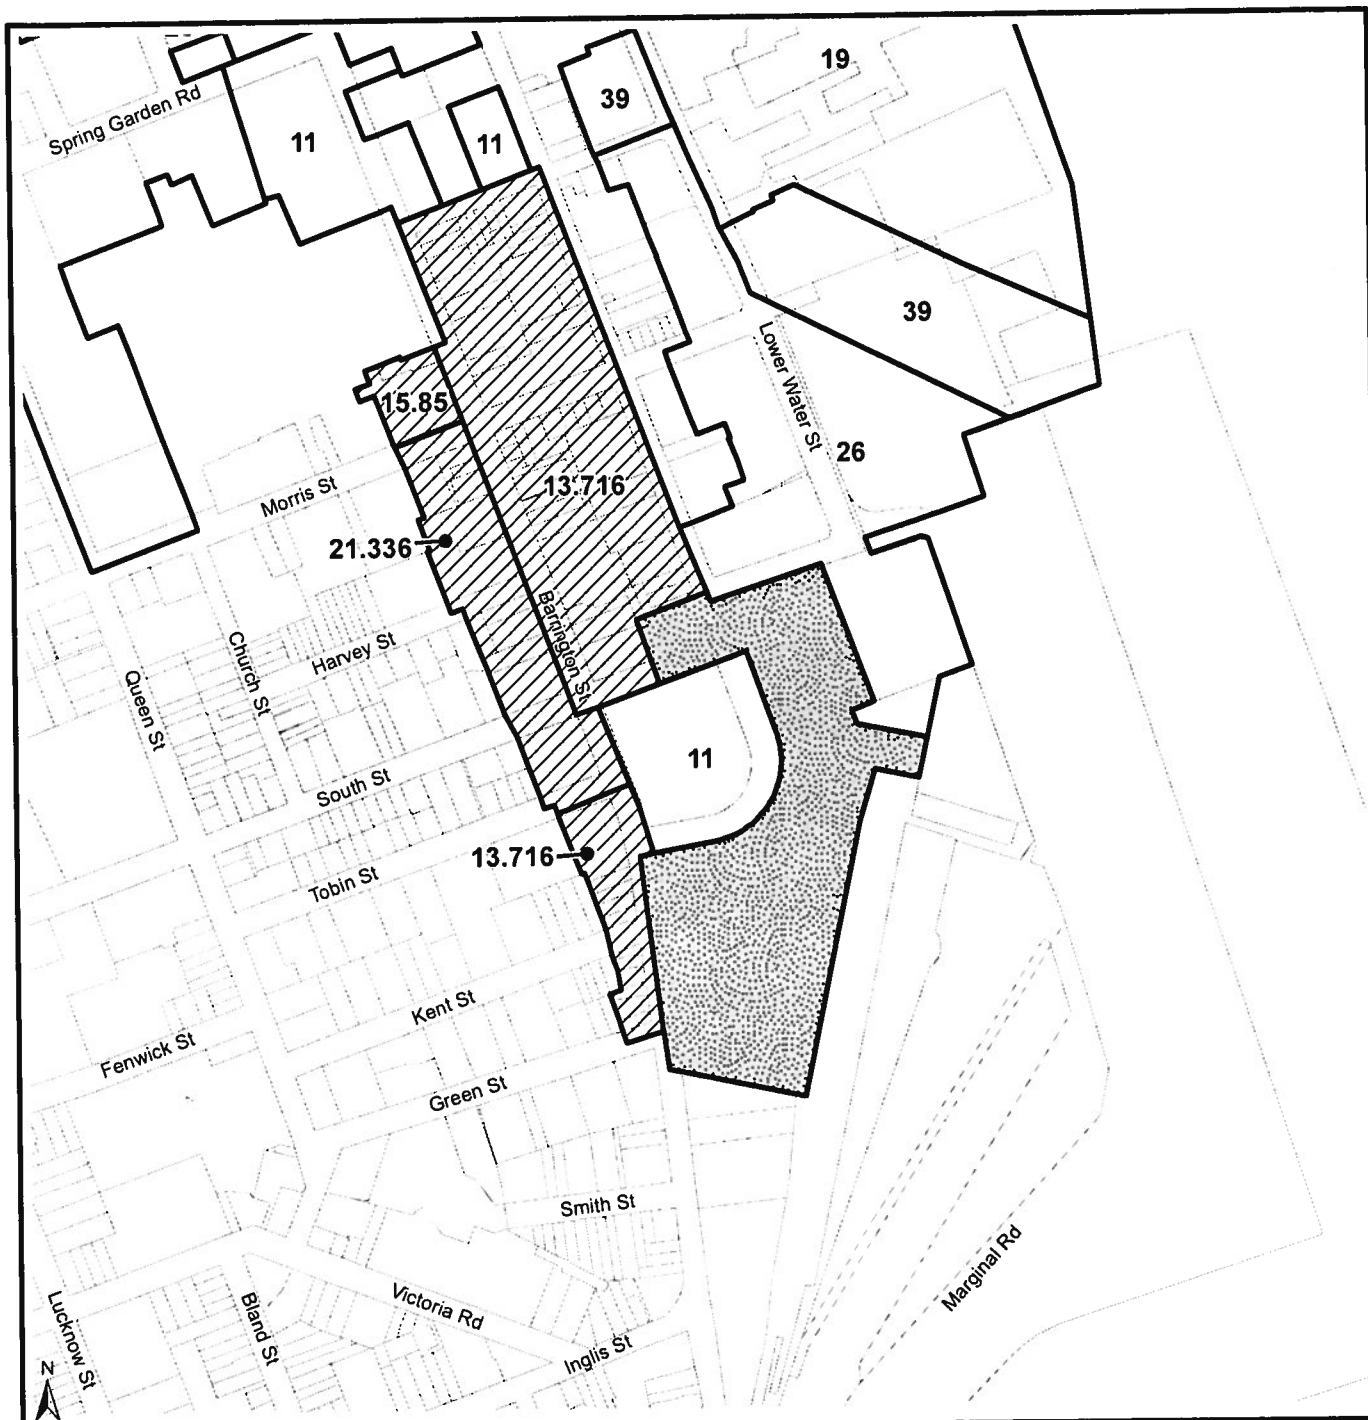 19
39
Spring Garden Rd
11
11
39
Lower Water St
15.85
26
13.716
Morris St
21.336
Barrington St
Church St
Harvey St
Queen St
11
South St
13.716
Tobin St
Kent St
Fenwick St
Green St
Smith St
Marginal Rd
Lucknow St
Bland St
Victoria Rd
Inglis St
N